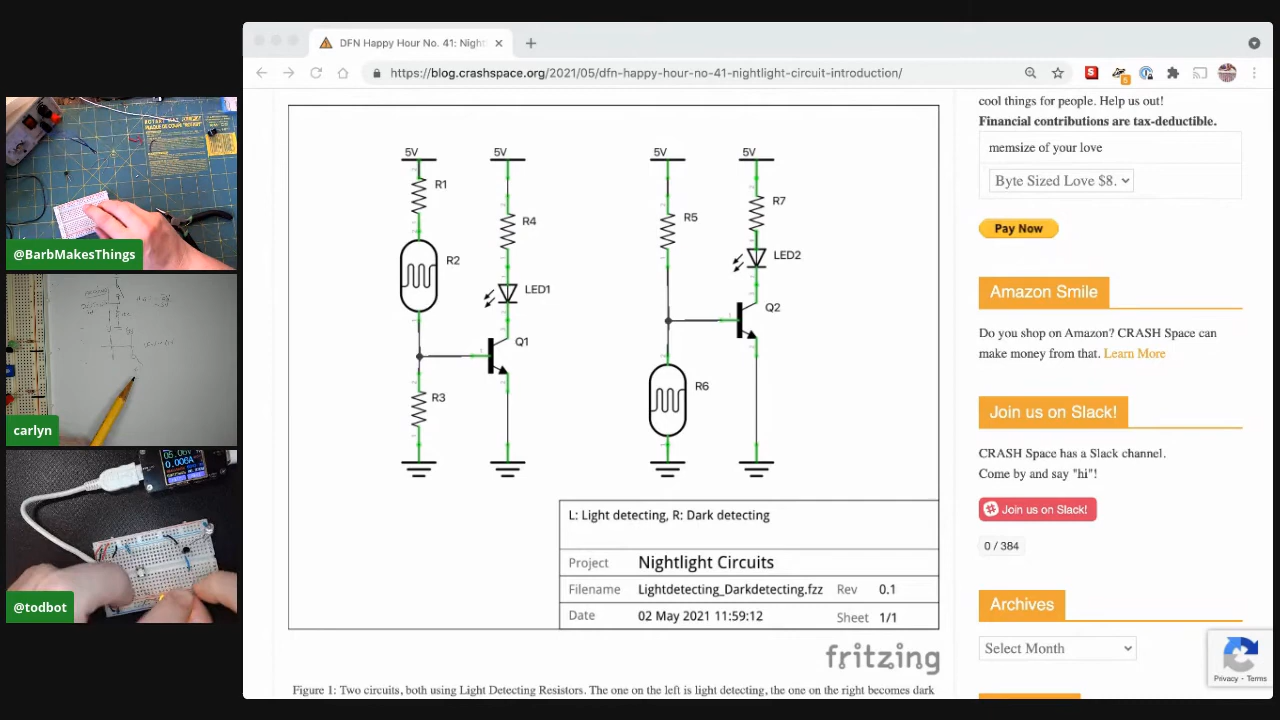 DFN Happy Hour No. 41: Night
https://blog.crashspace.org/2021/05/dfn-happy-hour-no-41-nightlight-circuit-introduction/
@BarbMakesThings
carlyn
05.06V
0.006A
@todbot
5V
5V
R1
R4
R2
LED1
Q1
R3
5V
5V
R7
R5
LED2
Q2
R6
L: Light detecting, R: Dark detecting
Project Nightlight Circuits
Filename Lightdetecting_Darkdetecting.fzz Rev 0.1
Date 02 May 2021 11:59:12 Sheet 1/1
fritzing
Figure 1: Two circuits, both using Light Detecting Resistors. The one on the left is light detecting, the one on the right becomes dark
cool things for people. Help us out!
Financial contributions are tax-deductible.
memsize of your love
Byte Sized Love $8.
Pay Now
Amazon Smile
Do you shop on Amazon? CRASH Space can
make money from that. Learn More
Join us on Slack!
CRASH Space has a Slack channel.
Come by and say "hi"!
Join us on Slack!
0 / 384
Archives
Select Month
Privacy - Terms